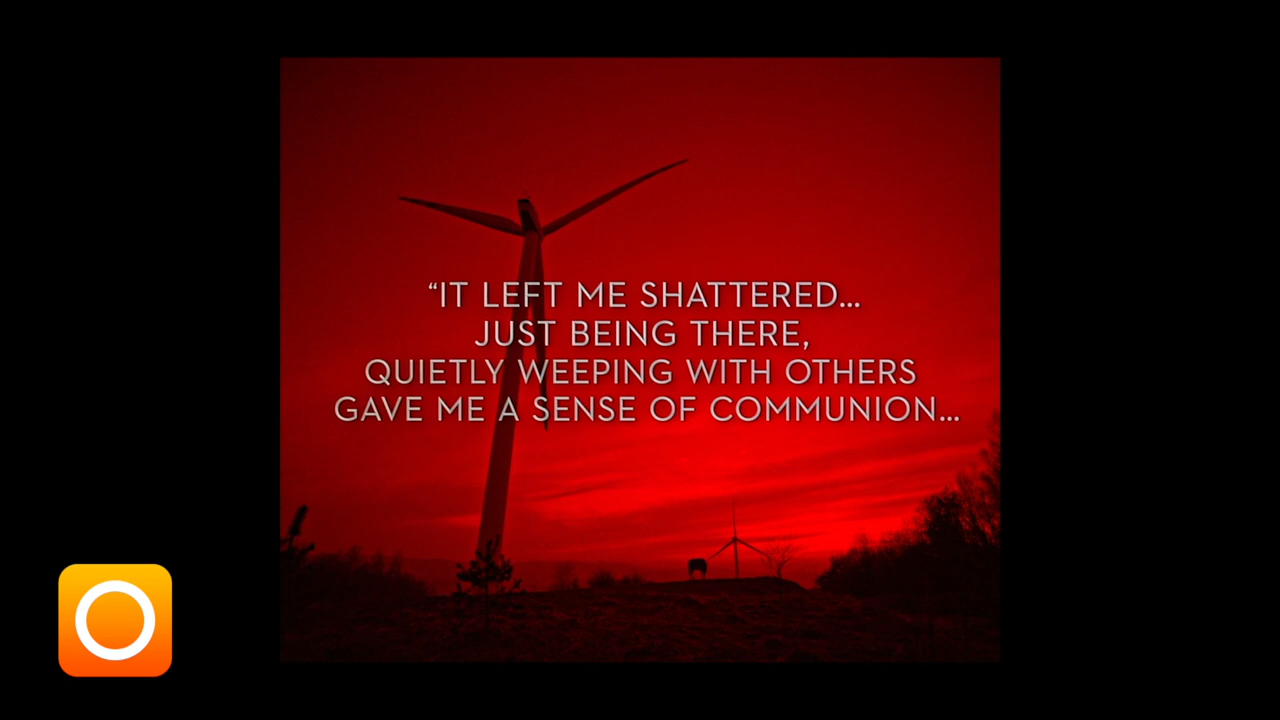 “IT LEFT ME SHATTERED...
JUST BEING THERE,
QUIETLY WEEPING WITH OTHERS
GAVE ME A SENSE OF COMMUNION...